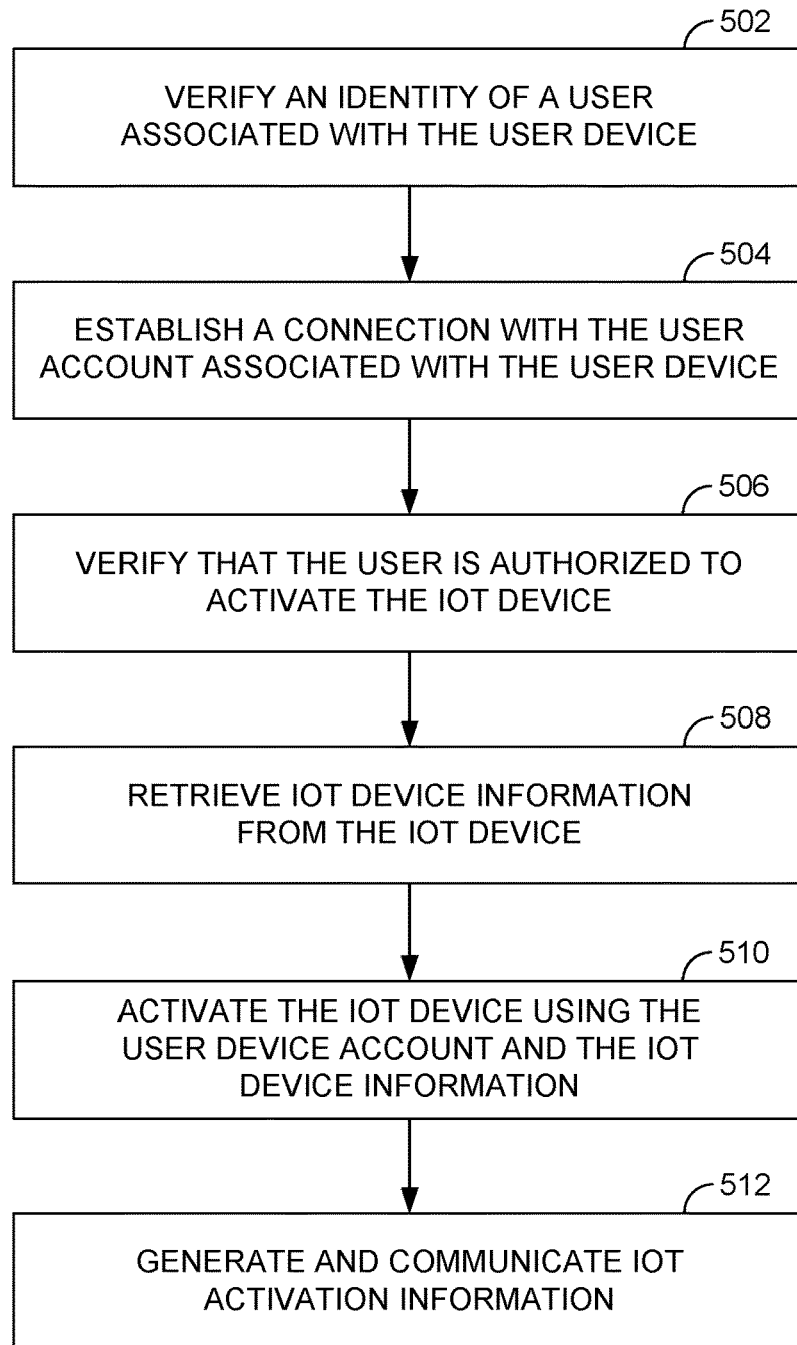 502
VERIFY AN IDENTITY OF A USER
ASSOCIATED WITH THE USER DEVICE
504
ESTABLISH A CONNECTION WITH THE USER
ACCOUNT ASSOCIATED WITH THE USER DEVICE
506
VERIFY THAT THE USER IS AUTHORIZED TO
ACTIVATE THE IOT DEVICE
508
RETRIEVE IOT DEVICE INFORMATION
FROM THE IOT DEVICE
510
ACTIVATE THE IOT DEVICE USING THE
USER DEVICE ACCOUNT AND THE IOT
DEVICE INFORMATION
512
GENERATE AND COMMUNICATE IOT
ACTIVATION INFORMATION